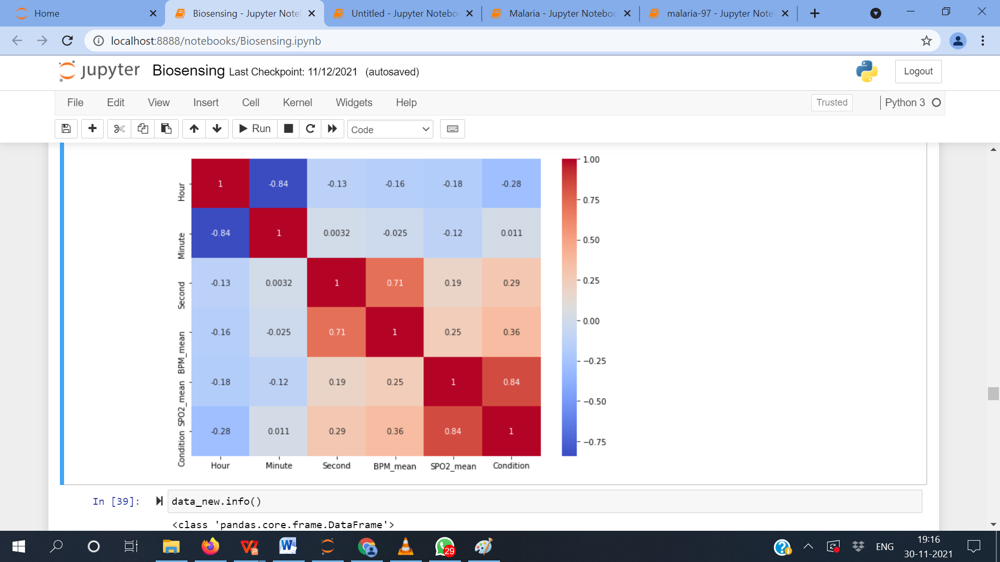 Home
Biosensing - Jupyter Note
Untitled - Jupyter Notebo
Malaria - Jupyter Noteboo
malaria-97 - Jupyter Note
localhost:8888/notebooks/Biosensing.ipynb
jupyter Biosensing Last Checkpoint: 11/12/2021 (autosaved)
Logout
File Edit View Insert Cell Kernel Widgets Help
Trusted
Python 3
Run
Code
Hour 1 -0.84 -0.13 -0.16 -0.18 -0.28
Minute -0.84 1 0.0032 -0.025 -0.12 0.011
Second -0.13 0.0032 1 0.71 0.19 0.29
BPM_mean -0.16 -0.025 0.71 1 0.25 0.36
SPO2_mean -0.18 -0.12 0.19 0.25 1 0.84
Condition -0.28 0.011 0.29 0.36 0.84 1
Hour Minute Second BPM_mean SPO2_mean Condition
1.00
0.75
0.50
0.25
0.00
−0.25
−0.50
−0.75
In [39]: data_new.info()
<class 'pandas.core.frame.DataFrame'>
29
ENG
19:16
30-11-2021